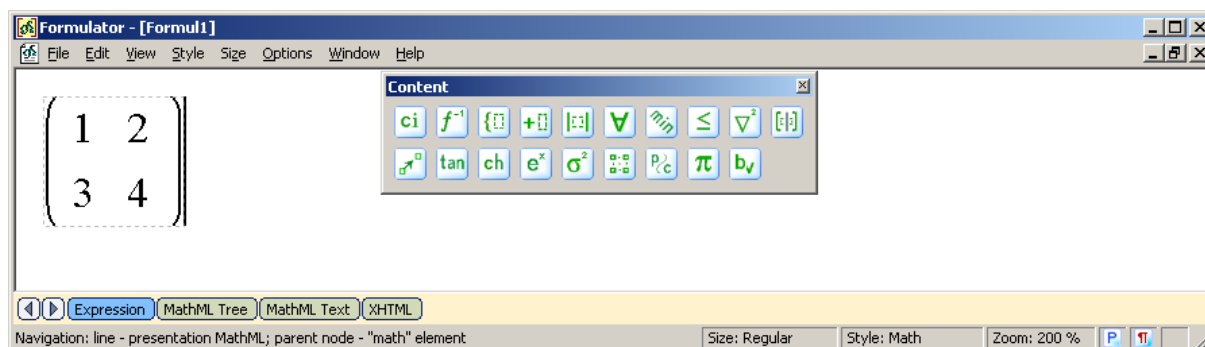 Formulator - [Formul1]
File Edit View Style Size Options Window Help
Content
1 2
3 4
ci f⁻¹ {▯ +▯ |▯| ∀ ≤ ∇² [▯|▯]
tan ch eˣ σ² P/C π b√
Expression MathML Tree MathML Text XHTML
Navigation: line - presentation MathML; parent node - "math" element Size: Regular Style: Math Zoom: 200 % P ¶